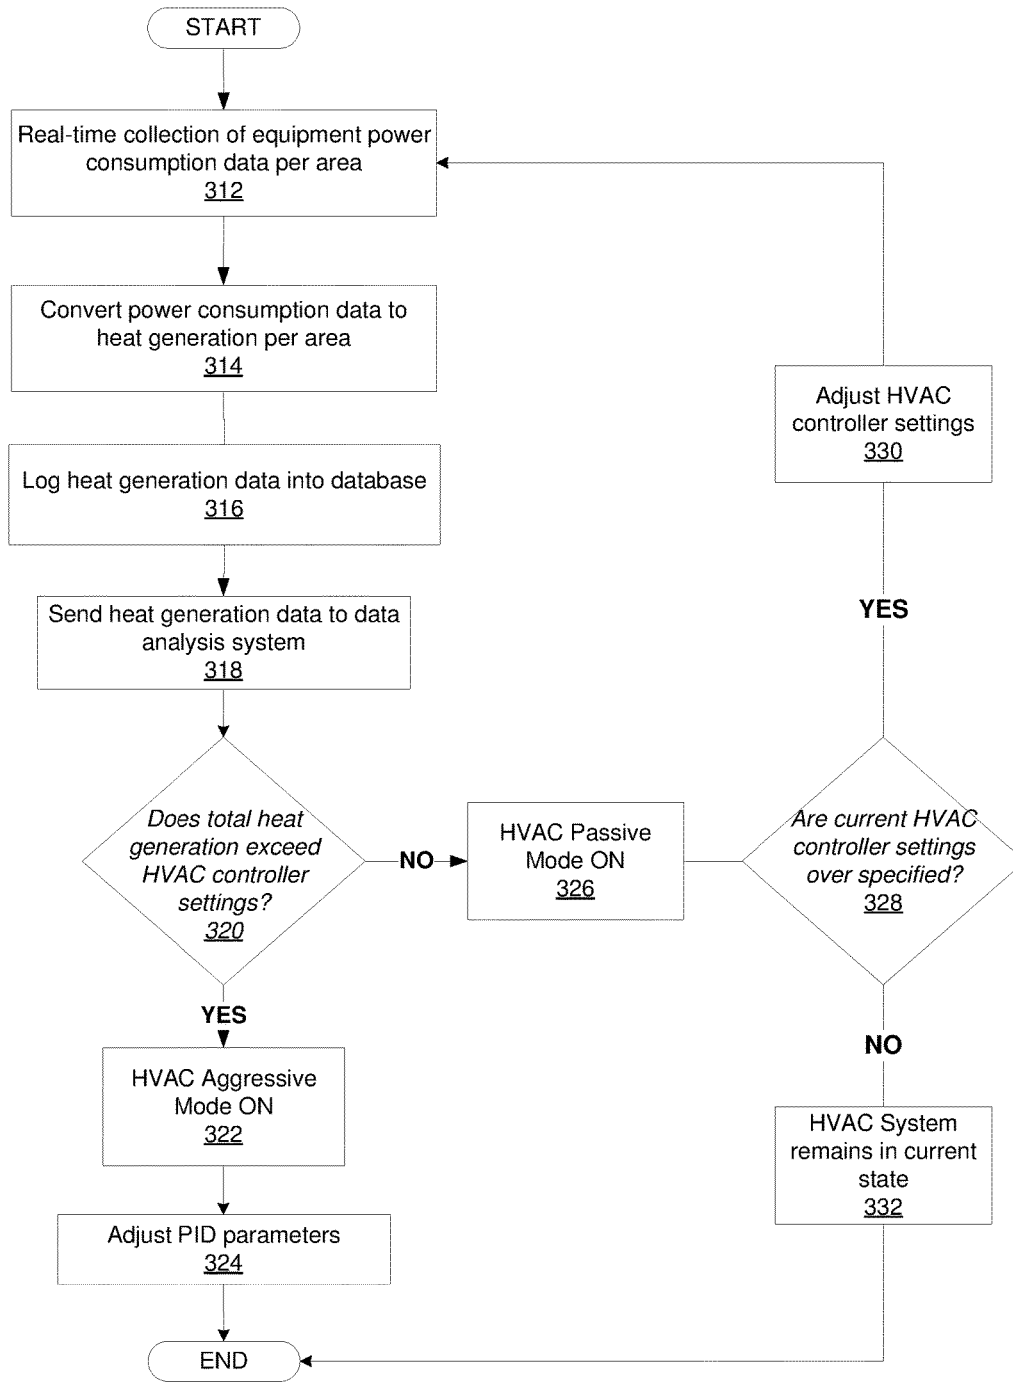 START
Real-time collection of equipment power
consumption data per area
312
Convert power consumption data to
heat generation per area
314
Log heat generation data into database
316
Send heat generation data to data
analysis system
318
Does total heat
generation exceed
HVAC controller
settings?
320
NO
YES
HVAC Aggressive
Mode ON
322
Adjust PID parameters
324
END
HVAC Passive
Mode ON
326
Are current HVAC
controller settings
over specified?
328
YES
Adjust HVAC
controller settings
330
NO
HVAC System
remains in current
state
332